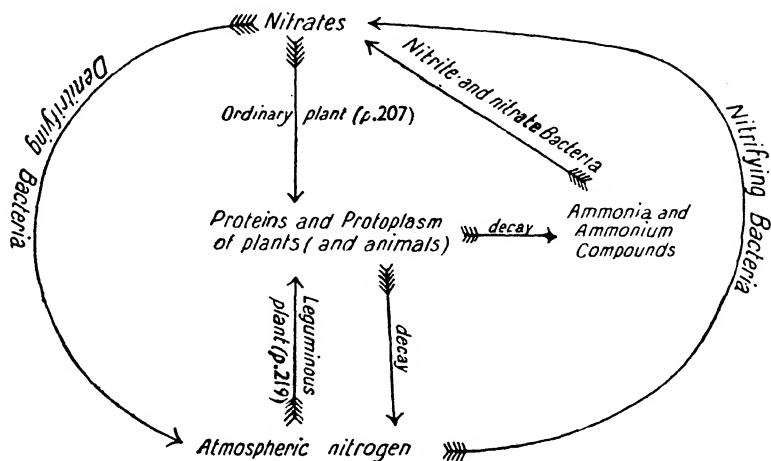 Nitrates
Denitrifying
Bacteria
Nitrite-and nitrate Bacteria
Nitrifying Bacteria
Ordinary plant (p.207)
Proteins and Protoplasm
of plants (and animals)
decay
Ammonia and
Ammonium
Compounds
Leguminous
plant (p.219)
decay
Atmospheric nitrogen